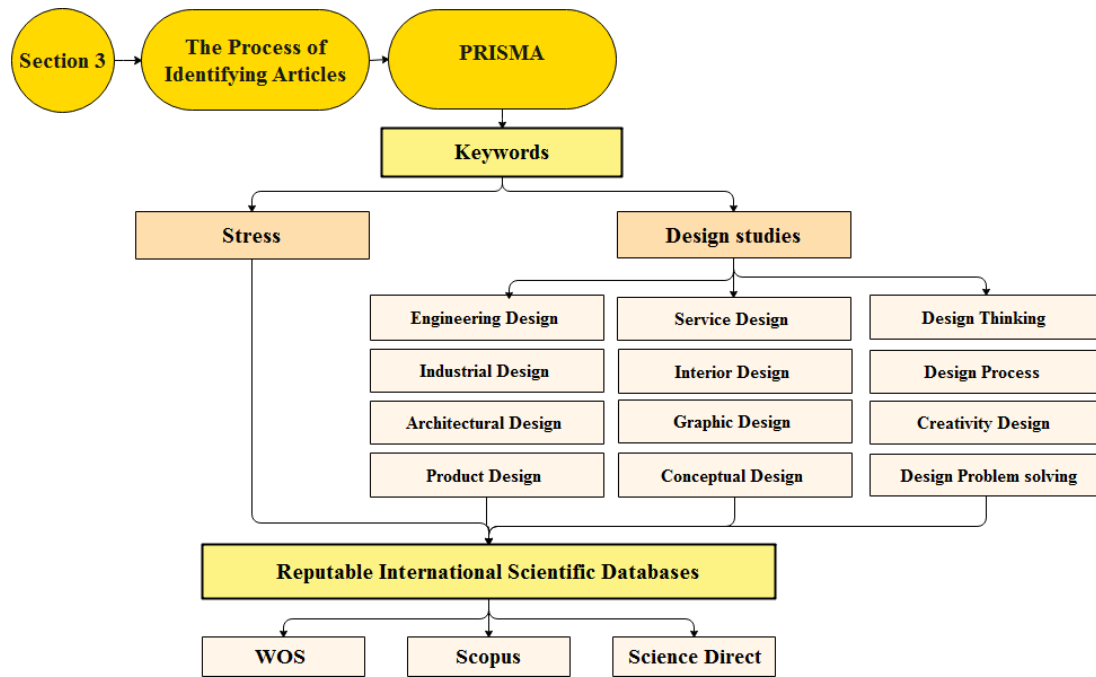 Section 3
The Process of
Identifying Articles
PRISMA
Keywords
Stress
Design studies
Engineering Design
Service Design
Design Thinking
Industrial Design
Interior Design
Design Process
Architectural Design
Graphic Design
Creativity Design
Product Design
Conceptual Design
Design Problem solving
Reputable International Scientific Databases
WOS
Scopus
Science Direct